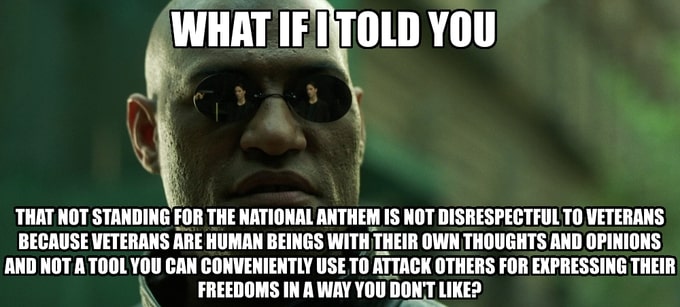 WHAT IF I TOLD YOU
THAT NOT STANDING FOR THE NATIONAL ANTHEM IS NOT DISRESPECTFUL TO VETERANS
BECAUSE VETERANS ARE HUMAN BEINGS WITH THEIR OWN THOUGHTS AND OPINIONS
AND NOT A TOOL YOU CAN CONVENIENTLY USE TO ATTACK OTHERS FOR EXPRESSING THEIR
FREEDOMS IN A WAY YOU DON'T LIKE?